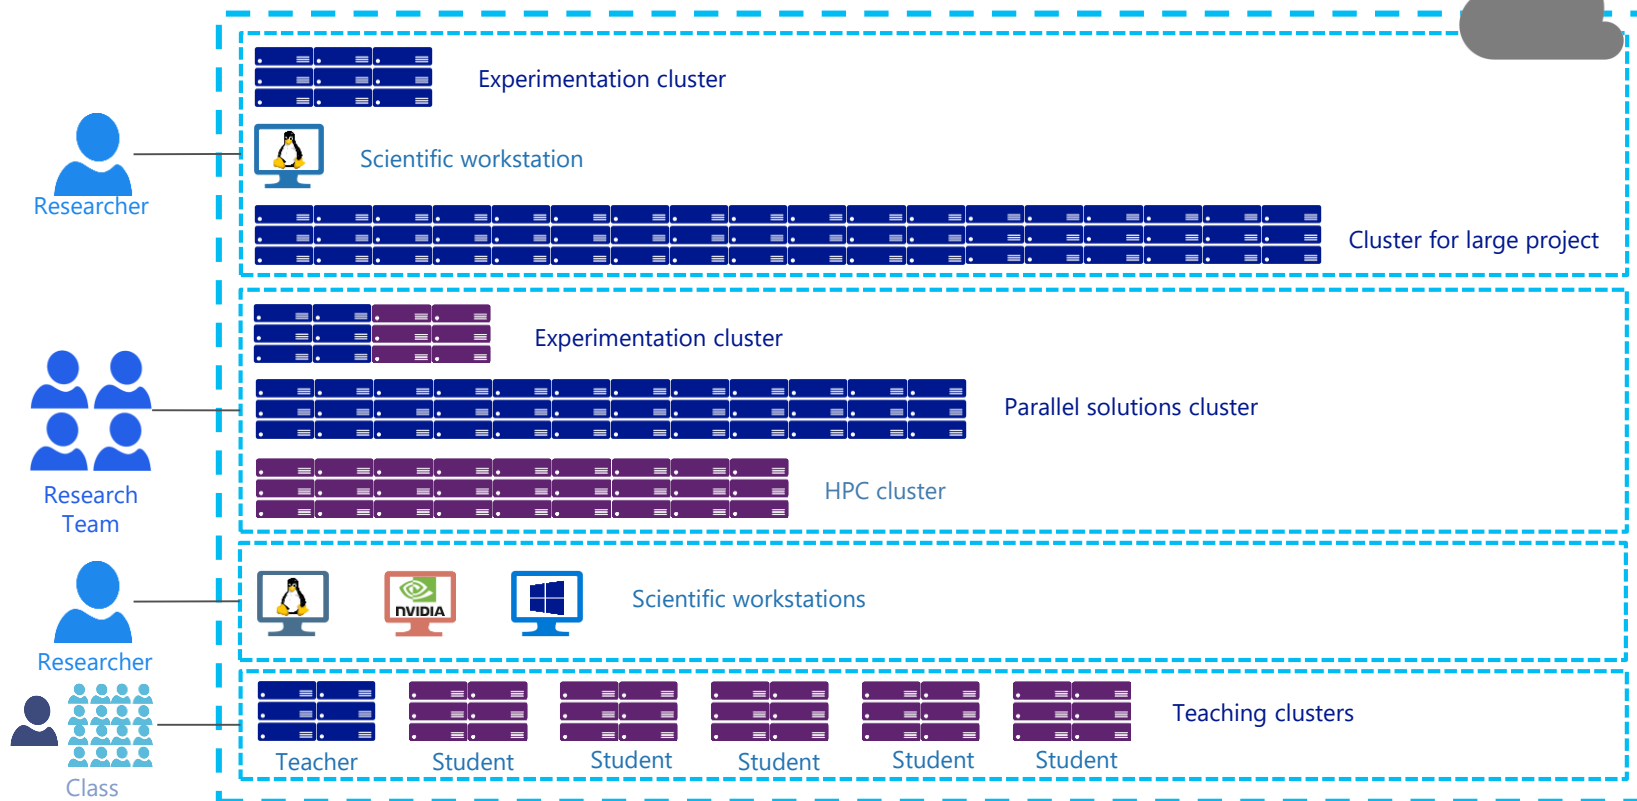 Experimentation cluster
Scientific workstation
Researcher
Cluster for large project
Experimentation cluster
Parallel solutions cluster
HPC cluster
Research
Team
NVIDIA
Scientific workstations
Researcher
Teaching clusters
Teacher
Student
Student
Student
Student
Student
Class